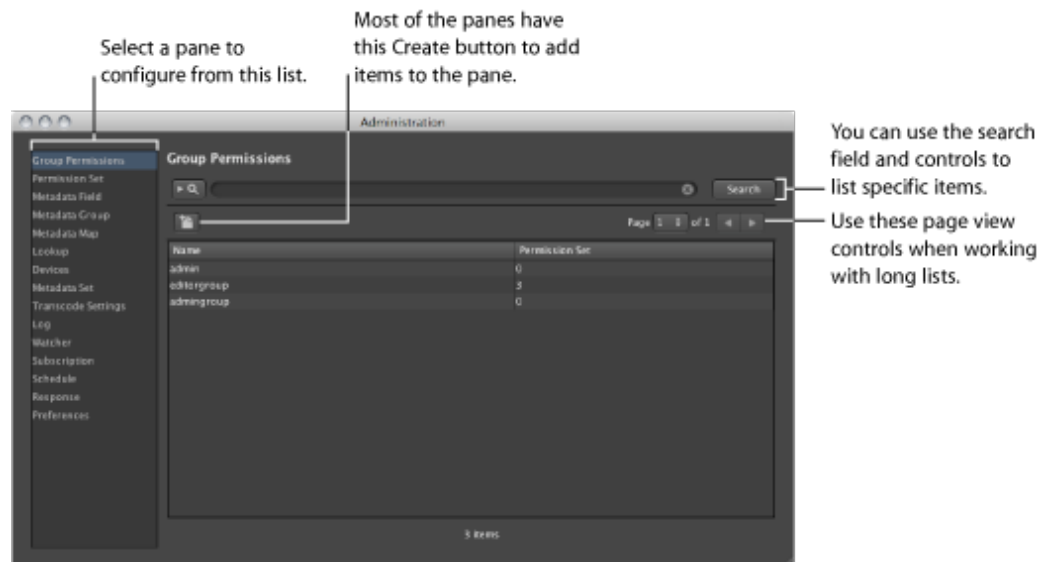 Most of the panes have
this Create button to add
items to the pane.
Select a pane to
configure from this list.
Administration
You can use the search
field and controls to
list specific items.
Use these page view
controls when working
with long lists.
Group Permissions
Permission Set
Metadata Field
Metadata Group
Metadata Map
Lookup
Devices
Metadata Set
Transcode Settings
Log
Watcher
Subscription
Schedule
Response
Preferences
Group Permissions
Search
Page 1 of 1
Name Permission Set
admin 0
editorgroup 3
admingroup 0
3 items